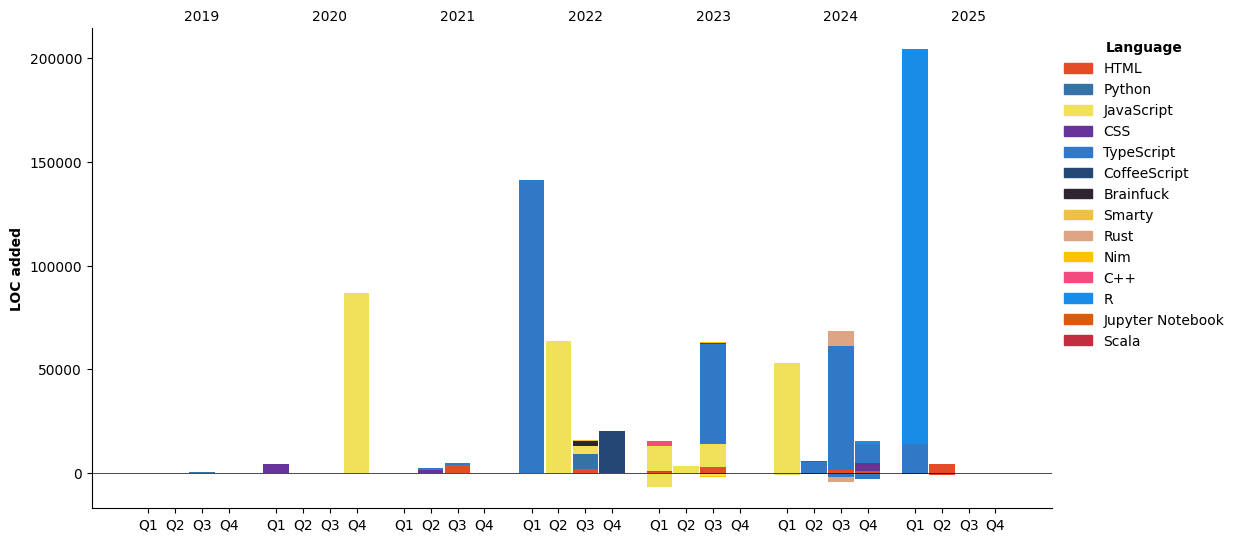 2019 2020 2021 2022 2023 2024 2025
200000
150000
100000
50000
0
LOC added
Q1 Q2 Q3 Q4 Q1 Q2 Q3 Q4 Q1 Q2 Q3 Q4 Q1 Q2 Q3 Q4 Q1 Q2 Q3 Q4 Q1 Q2 Q3 Q4 Q1 Q2 Q3 Q4
Language
HTML
Python
JavaScript
CSS
TypeScript
CoffeeScript
Brainfuck
Smarty
Rust
Nim
C++
R
Jupyter Notebook
Scala